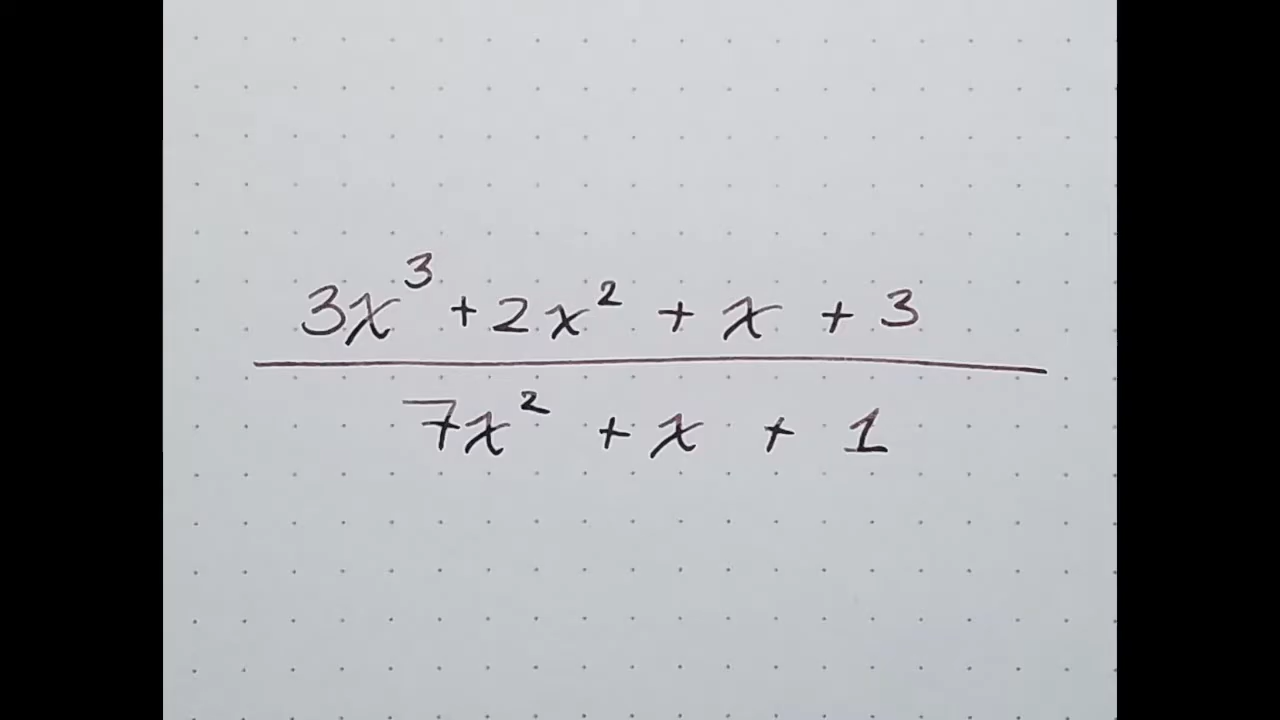 3x³ + 2x² + x + 3
7x² + x + 1